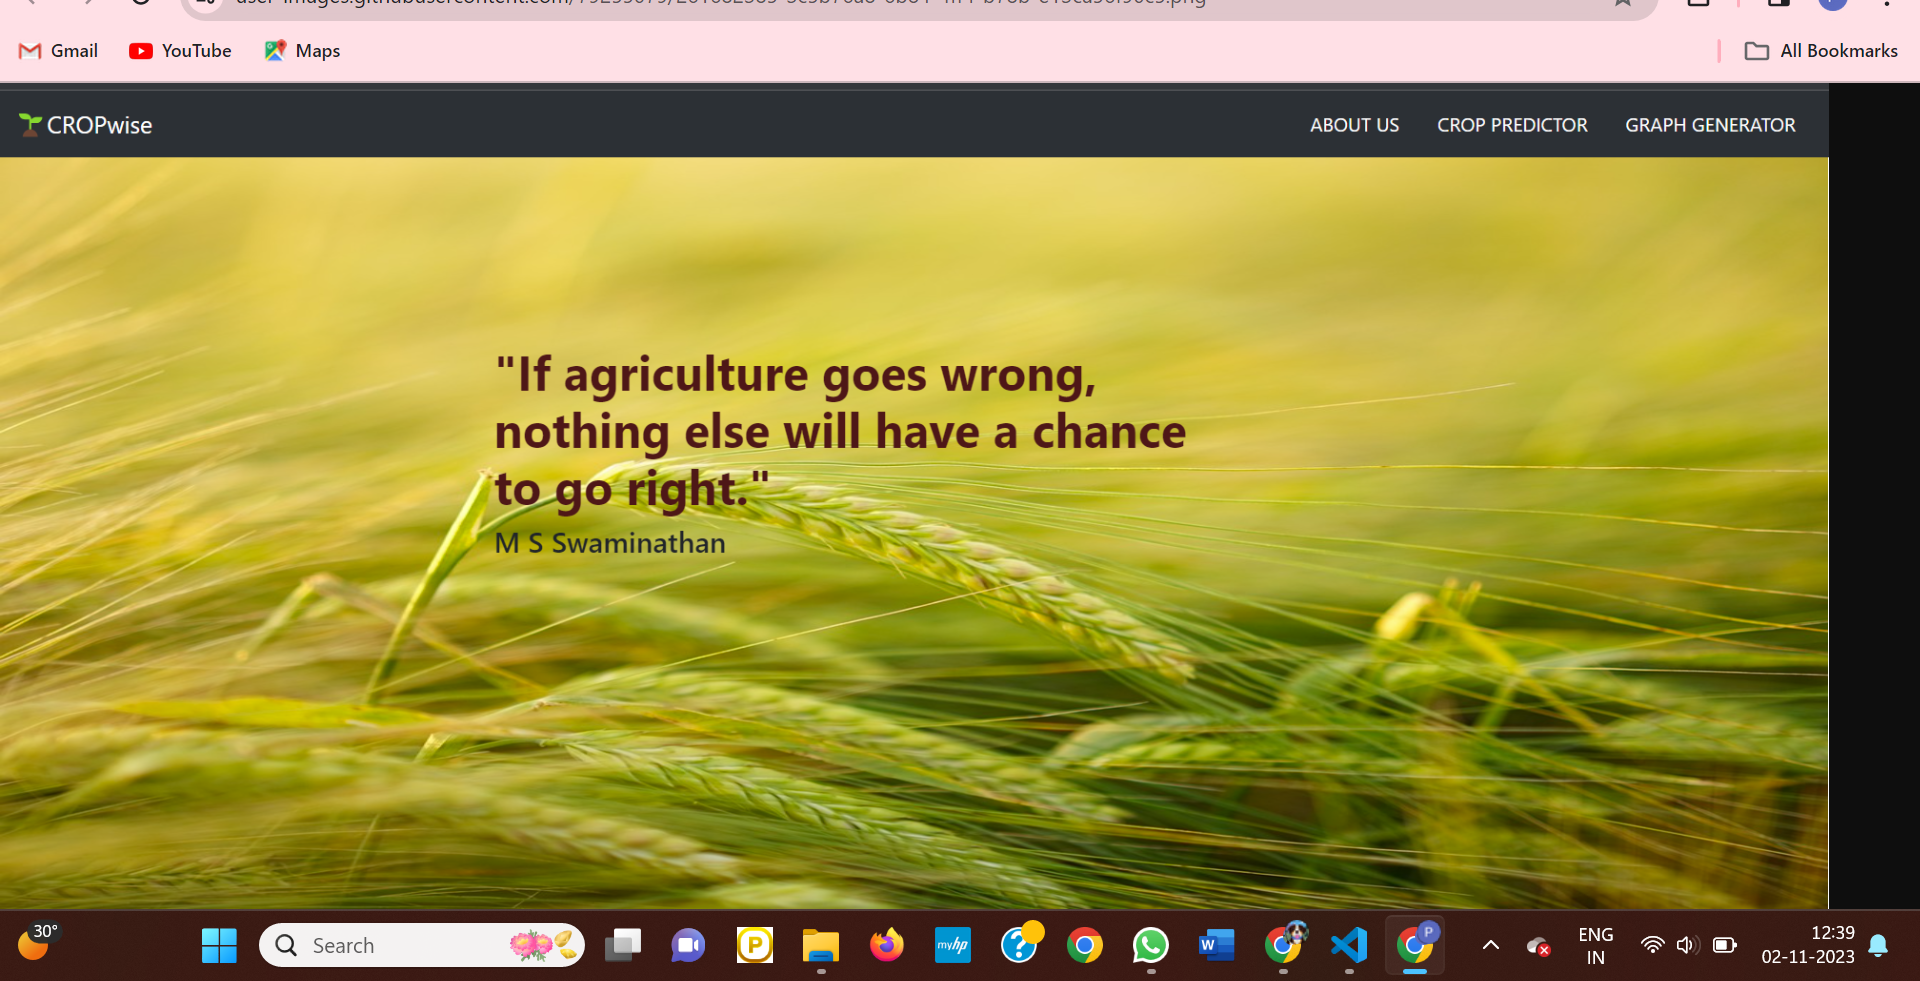 Gmail
YouTube
Maps
All Bookmarks
CROPwise
ABOUT US
CROP PREDICTOR
GRAPH GENERATOR
"If agriculture goes wrong,
nothing else will have a chance
to go right."
M S Swaminathan
30°
Search
P
myhp
?
W
P
ENG
IN
12:39
02-11-2023